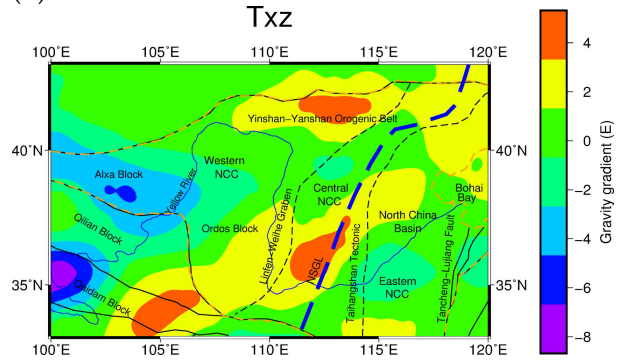 Txz
100°E 105°E 110°E 115°E 120°E
Yinshan–Yanshan Orogenic Belt
40°N 40°N
Western NCC
Alxa Block
Yellow River
Central NCC
Bohai Bay
Qilian Block
Ordos Block
Linfen–Weihe Graben
North China Basin
NSGL
Taihangshan Tectonic
Tancheng–Lujiang Fault
35°N 35°N
Qaidam Block
Eastern NCC
100°E 105°E 110°E 115°E 120°E
4
2
0
−2
−4
−6
−8
Gravity gradient (E)